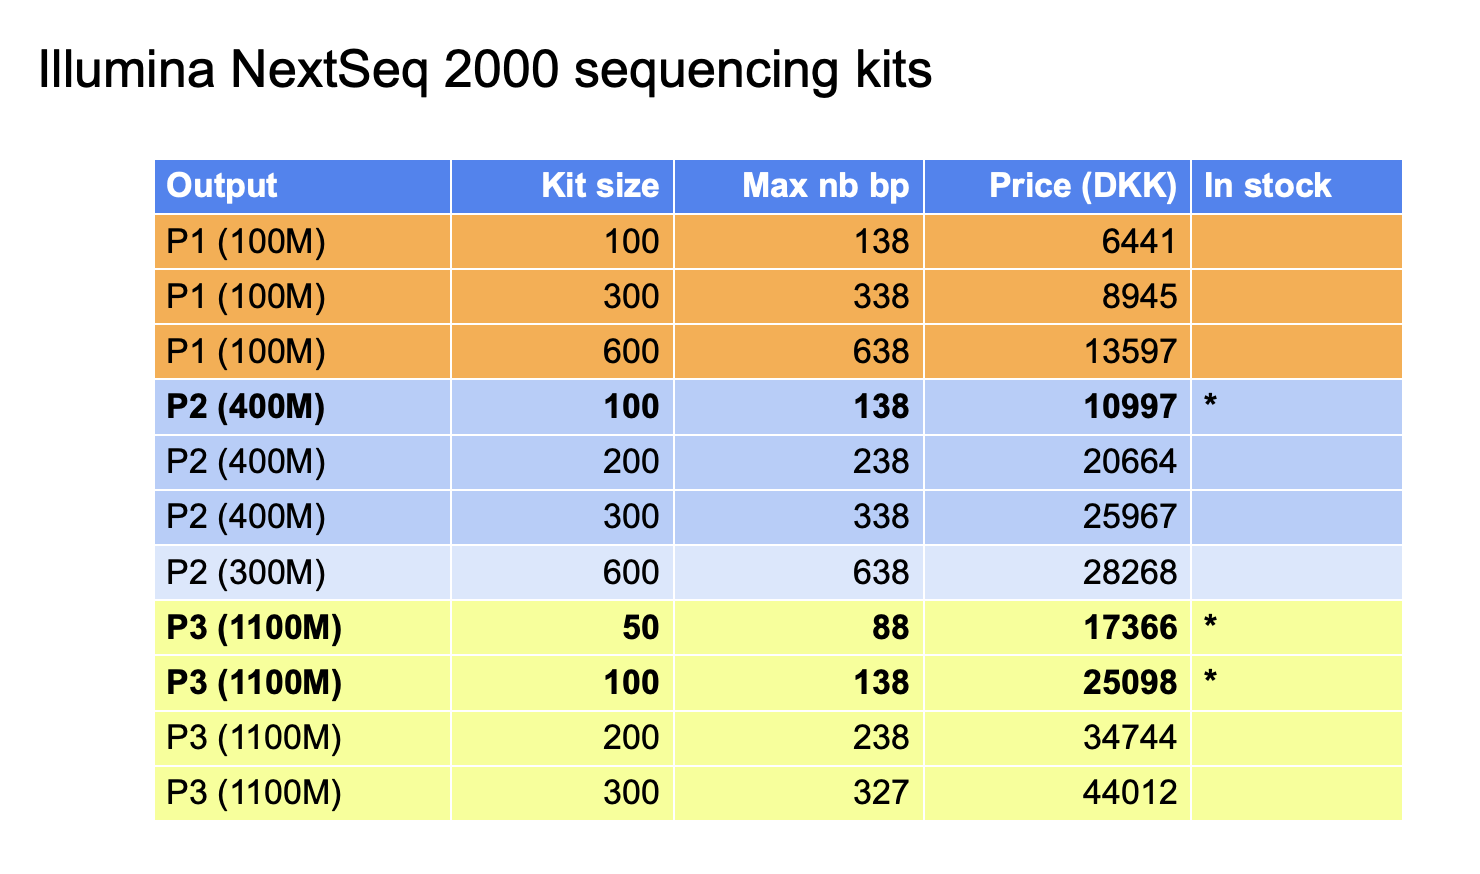 Illumina NextSeq 2000 sequencing kits
Output Kit size Max nb bp Price (DKK) In stock
P1 (100M) 100 138 6441
P1 (100M) 300 338 8945
P1 (100M) 600 638 13597
P2 (400M) 100 138 10997 *
P2 (400M) 200 238 20664
P2 (400M) 300 338 25967
P2 (300M) 600 638 28268
P3 (1100M) 50 88 17366 *
P3 (1100M) 100 138 25098 *
P3 (1100M) 200 238 34744
P3 (1100M) 300 327 44012